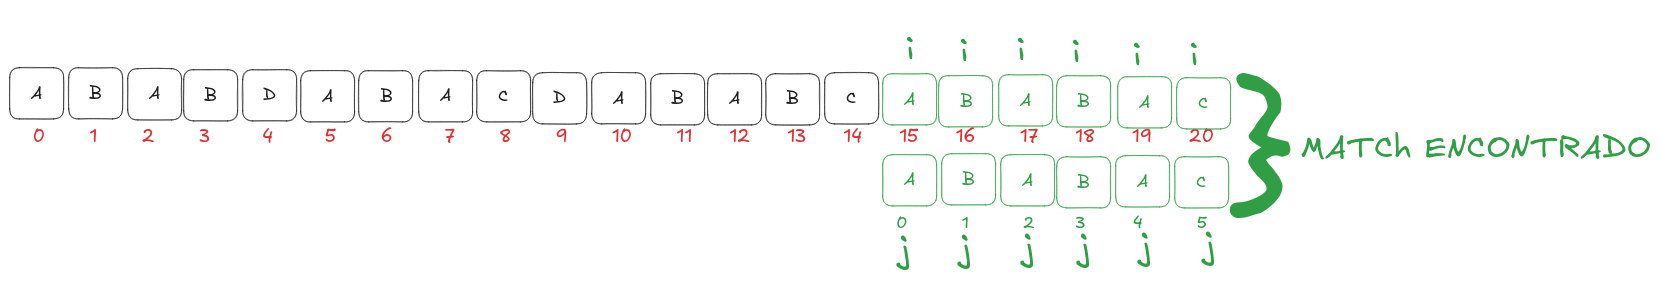 i i i i i i
A B A B D A B A C D A B A B C A B A B A C
0 1 2 3 4 5 6 7 8 9 10 11 12 13 14 15 16 17 18 19 20
MATCh ENCONTRADO
A B A B A C
0 1 2 3 4 5
j j j j j j